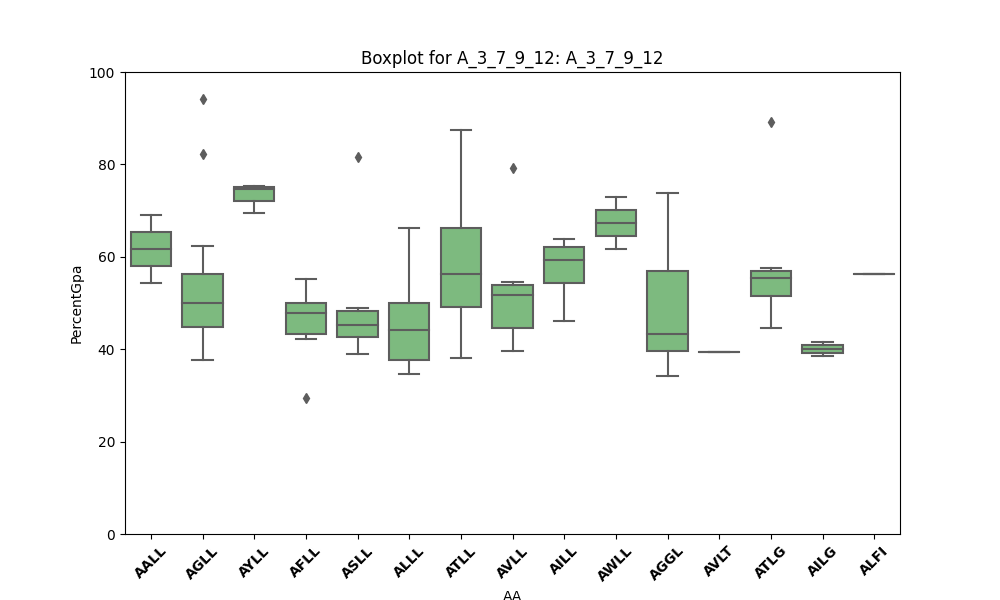 Boxplot for A_3_7_9_12: A_3_7_9_12
100
80
60
40
20
0
PercentGpa
AALL AGLL AYLL AFLL ASLL ALLL ATLL AVLL AILL AWLL AGGL AVLT ATLG AILG ALFI
AA